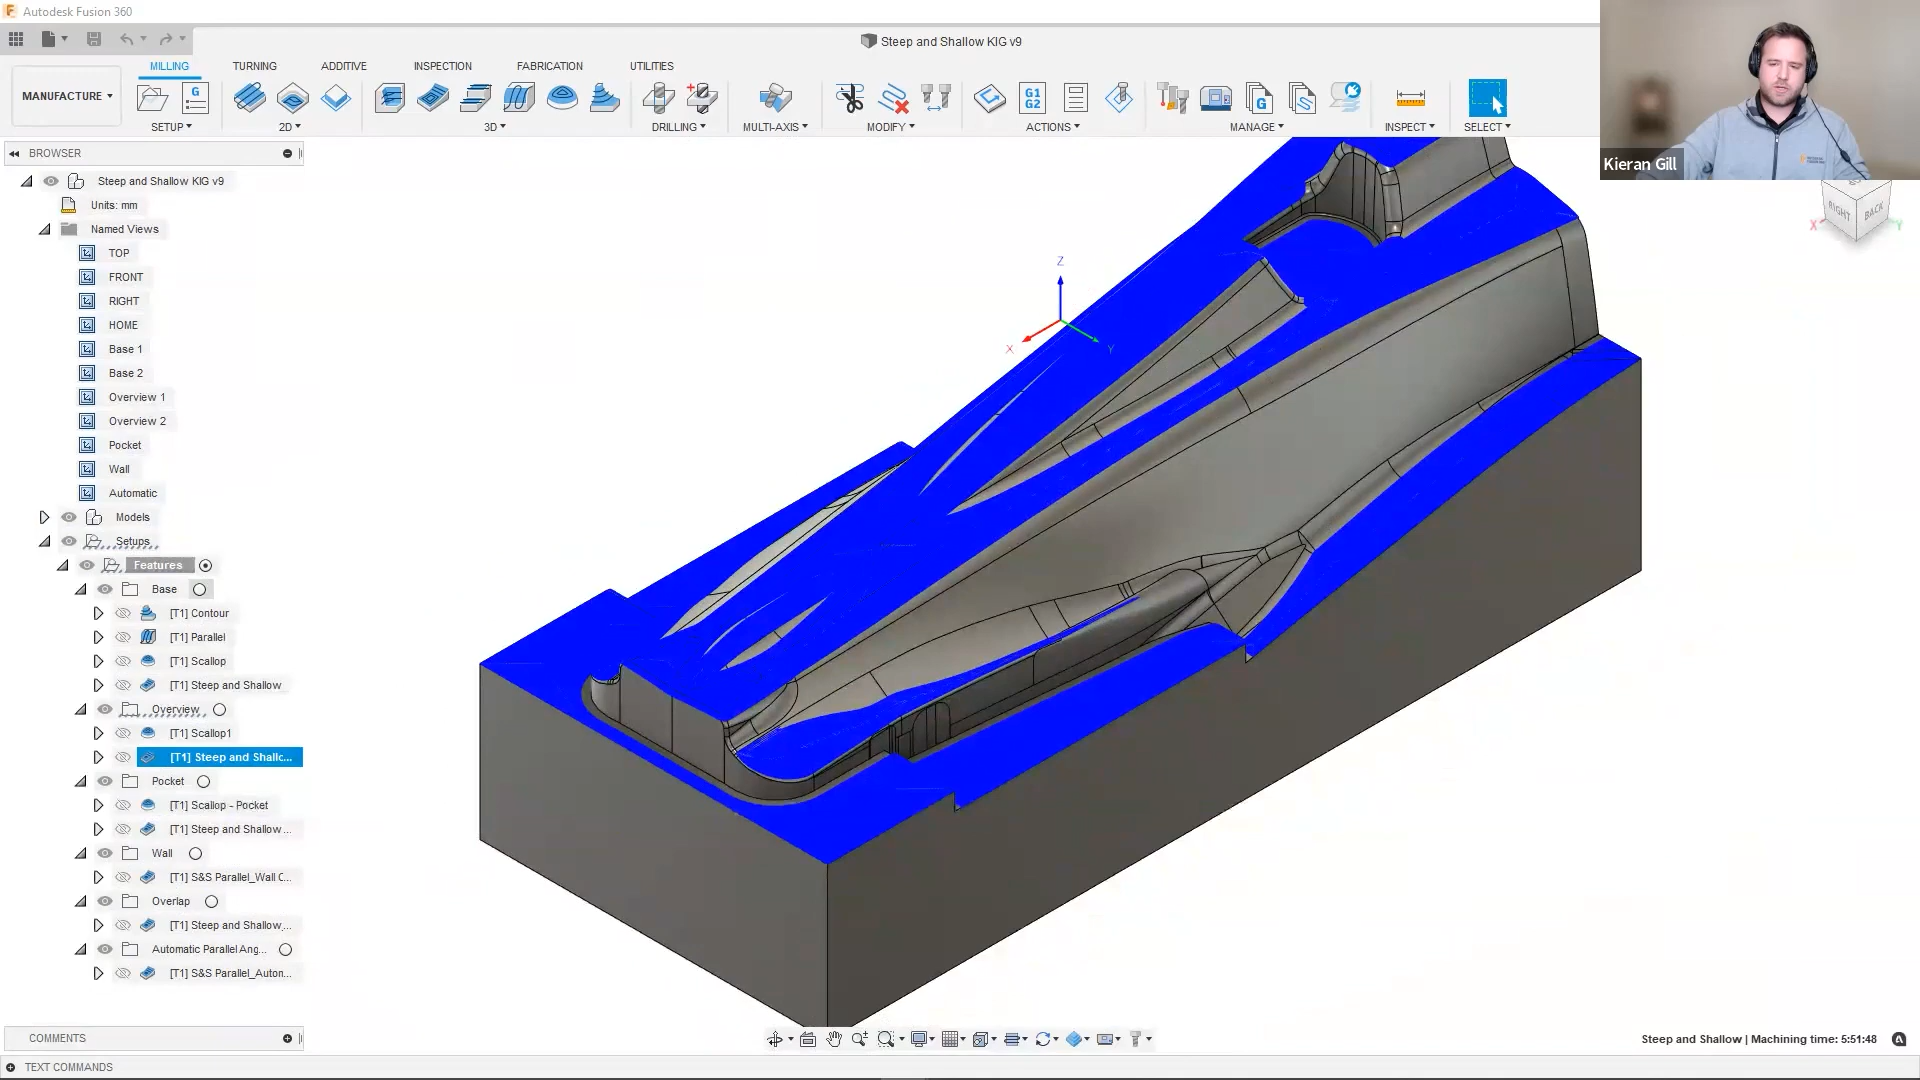 Autodesk Fusion 360
Steep and Shallow KIG v9
MILLING
TURNING
ADDITIVE
INSPECTION
FABRICATION
UTILITIES
MANUFACTURE
G
G1
G2
G
S
SETUP
2D
3D
DRILLING
MULTI-AXIS
MODIFY
ACTIONS
MANAGE
INSPECT
SELECT
Kieran Gill
BROWSER
Steep and Shallow KIG v9
Units: mm
Named Views
TOP
FRONT
RIGHT
HOME
Base 1
Base 2
Overview 1
Overview 2
Pocket
Wall
Automatic
Models
Setups
Features
Base
[T1] Contour
[T1] Parallel
[T1] Scallop
[T1] Steep and Shallow
Overview
[T1] Scallop1
[T1] Steep and Shallc...
Pocket
[T1] Scallop - Pocket
[T1] Steep and Shallow ...
Wall
[T1] S&S Parallel_Wall C...
Overlap
[T1] Steep and Shallow_...
Automatic Parallel Ang...
[T1] S&S Parallel_Autom...
Z
X
Y
RIGHT
BACK
X
Y
COMMENTS
Steep and Shallow | Machining time: 5:51:48
TEXT COMMANDS